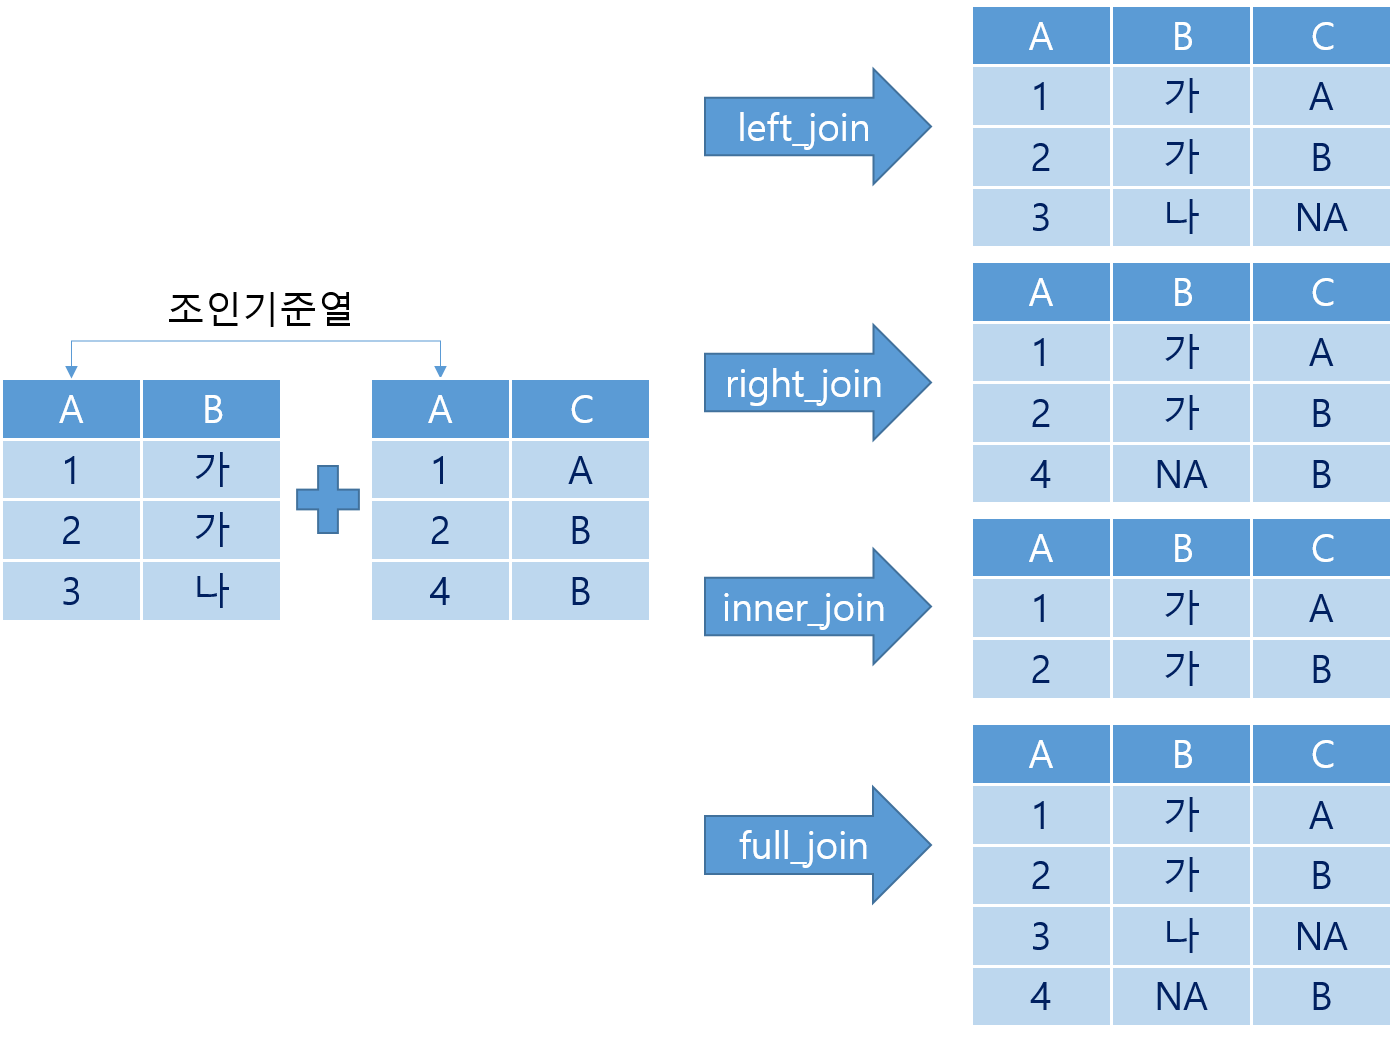 조인기준열
A B
1 가
2 가
3 나
A C
1 A
2 B
4 B
left_join
A B C
1 가 A
2 가 B
3 나 NA
right_join
A B C
1 가 A
2 가 B
4 NA B
inner_join
A B C
1 가 A
2 가 B
full_join
A B C
1 가 A
2 가 B
3 나 NA
4 NA B